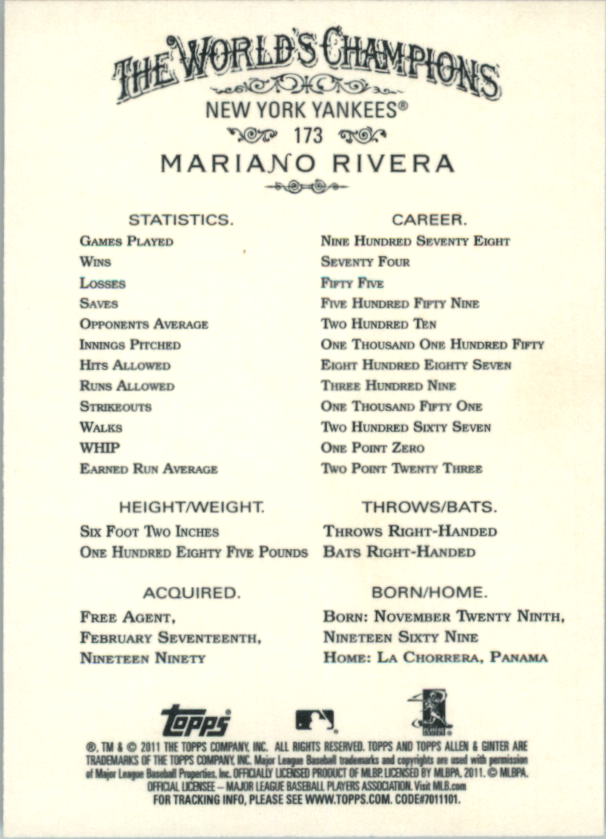 THE WORLD'S CHAMPIONS
NEW YORK YANKEES®
173
MARIANO RIVERA
STATISTICS. CAREER.
GAMES PLAYED NINE HUNDRED SEVENTY EIGHT
WINS SEVENTY FOUR
LOSSES FIFTY FIVE
SAVES FIVE HUNDRED FIFTY NINE
OPPONENTS AVERAGE TWO HUNDRED TEN
INNINGS PITCHED ONE THOUSAND ONE HUNDRED FIFTY
HITS ALLOWED EIGHT HUNDRED EIGHTY SEVEN
RUNS ALLOWED THREE HUNDRED NINE
STRIKEOUTS ONE THOUSAND FIFTY ONE
WALKS TWO HUNDRED SIXTY SEVEN
WHIP ONE POINT ZERO
EARNED RUN AVERAGE TWO POINT TWENTY THREE
HEIGHT/WEIGHT. THROWS/BATS.
SIX FOOT TWO INCHES THROWS RIGHT-HANDED
ONE HUNDRED EIGHTY FIVE POUNDS BATS RIGHT-HANDED
ACQUIRED. BORN/HOME.
FREE AGENT, BORN: NOVEMBER TWENTY NINTH,
FEBRUARY SEVENTEENTH, NINETEEN SIXTY NINE
NINETEEN NINETY HOME: LA CHORRERA, PANAMA
Topps
®, TM & © 2011 THE TOPPS COMPANY, INC. ALL RIGHTS RESERVED. TOPPS AND TOPPS ALLEN & GINTER ARE
TRADEMARKS OF THE TOPPS COMPANY, INC. Major League Baseball trademarks and copyrights are used with permission
of Major League Baseball Properties, Inc. OFFICIALLY LICENSED PRODUCT OF MLBP. LICENSED BY MLBPA. 2011. © MLBPA.
OFFICIAL LICENSEE – MAJOR LEAGUE BASEBALL PLAYERS ASSOCIATION. Visit MLB.com
FOR TRACKING INFO, PLEASE SEE WWW.TOPPS.COM. CODE#7011101.